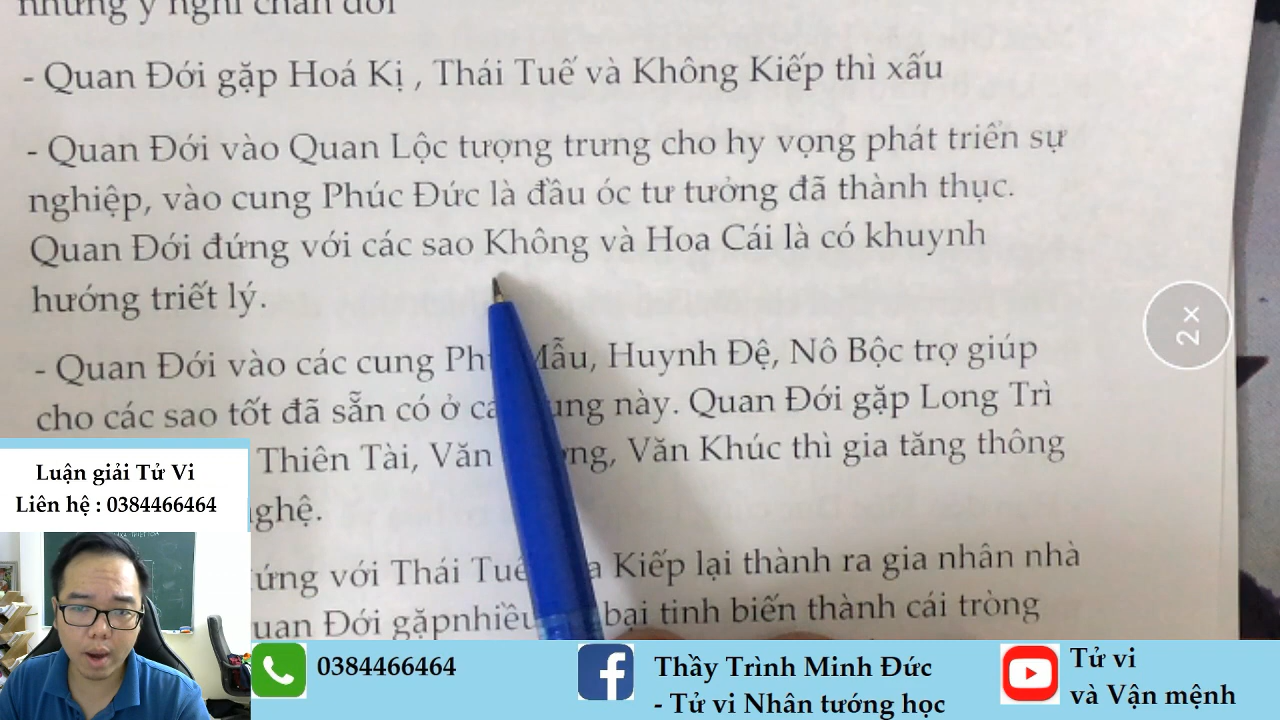 những ý nghĩ chán đời
- Quan Đới gặp Hoá Kị , Thái Tuế và Không Kiếp thì xấu
- Quan Đới vào Quan Lộc tượng trưng cho hy vọng phát triển sự
nghiệp, vào cung Phúc Đức là đầu óc tư tưởng đã thành thục.
Quan Đới đứng với các sao Không và Hoa Cái là có khuynh
hướng triết lý.
- Quan Đới vào các cung Mẫu, Huynh Đệ, Nô Bộc trợ giúp
cho các sao tốt đã sẵn có ở này. Quan Đới gặp Long Trì
Thiên Tài, Văn Văn Khúc thì gia tăng thông
nghệ.
với Thái Tuế Kiếp lại thành ra gia nhân nhà
Đới gặpnhiều bại tinh biến thành cái tròng
2×
Luận giải Tử Vi
Liên hệ : 0384466464
0384466464
Thầy Trình Minh Đức
- Tử vi Nhân tướng học
Tử vi
và Vận mệnh